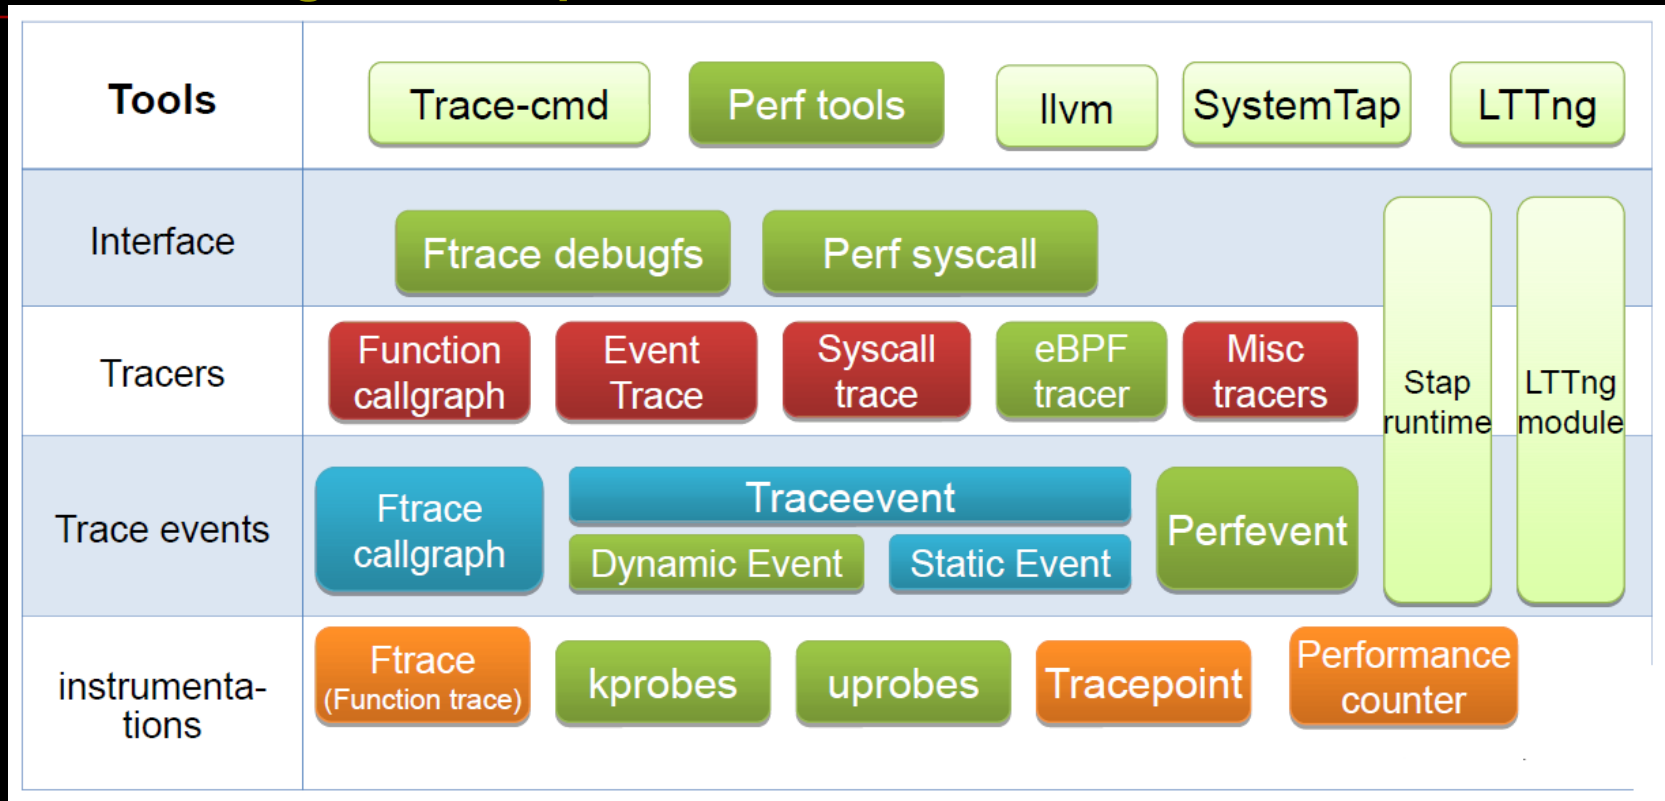 Tools
Trace-cmd
Perf tools
llvm
SystemTap
LTTng
Interface
Ftrace debugfs
Perf syscall
Tracers
Function
callgraph
Event
Trace
Syscall
trace
eBPF
tracer
Misc
tracers
Stap
runtime
LTTng
module
Trace events
Ftrace
callgraph
Traceevent
Dynamic Event
Static Event
Perfevent
instrumenta-
tions
Ftrace
(Function trace)
kprobes
uprobes
Tracepoint
Performance
counter